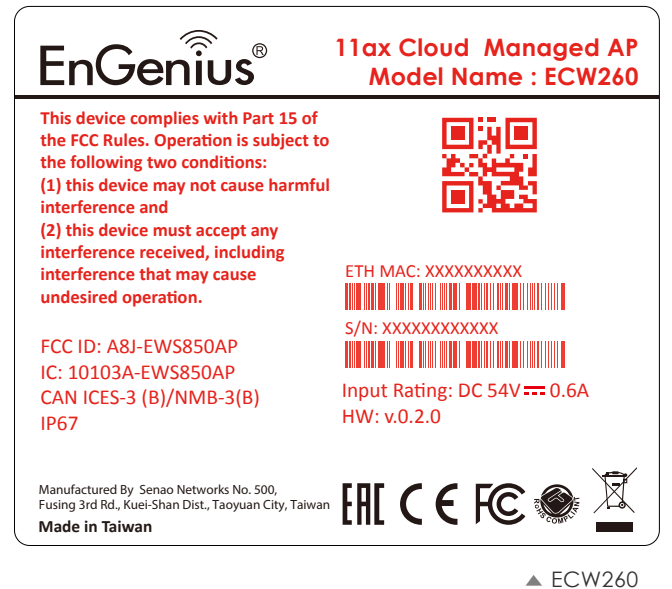 EnGenius®
11ax Cloud Managed AP
Model Name : ECW260
This device complies with Part 15 of
the FCC Rules. Operation is subject to
the following two conditions:
(1) this device may not cause harmful
interference and
(2) this device must accept any
interference received, including
interference that may cause
undesired operation.
FCC ID: A8J-EWS850AP
IC: 10103A-EWS850AP
CAN ICES-3 (B)/NMB-3(B)
IP67
ETH MAC: XXXXXXXXXX
S/N: XXXXXXXXXXXX
Input Rating: DC 54V 0.6A
HW: v.0.2.0
Manufactured By Senao Networks No. 500,
Fusing 3rd Rd., Kuei-Shan Dist., Taoyuan City, Taiwan
Made in Taiwan
EAC CE FC RoHS COMPLIANT
▲ ECW260